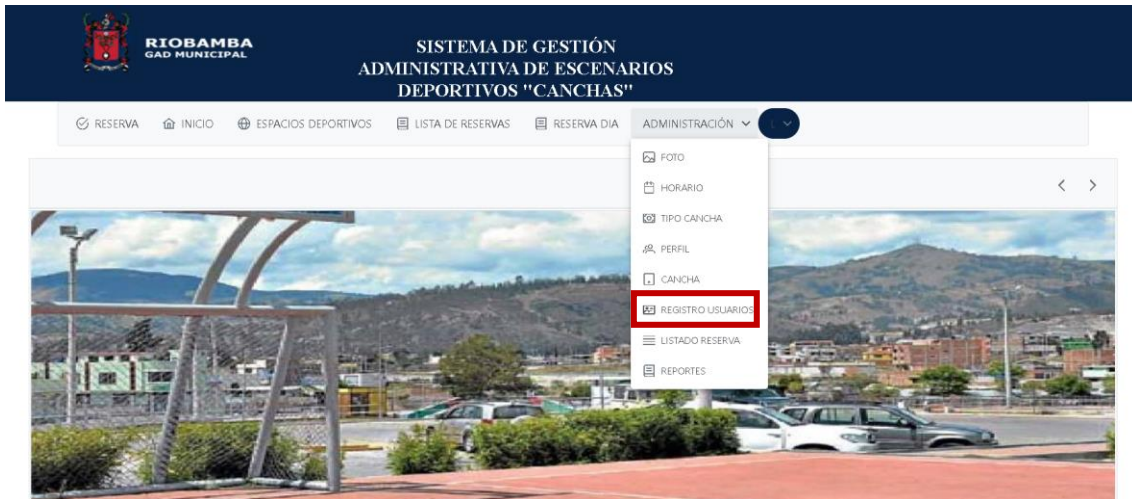 RIOBAMBA
GAD MUNICIPAL
SISTEMA DE GESTIÓN
ADMINISTRATIVA DE ESCENARIOS
DEPORTIVOS "CANCHAS"
RESERVA INICIO ESPACIOS DEPORTIVOS LISTA DE RESERVAS RESERVA DIA ADMINISTRACIÓN
FOTO
HORARIO
TIPO CANCHA
PERFIL
CANCHA
REGISTRO USUARIOS
LISTADO RESERVA
REPORTES